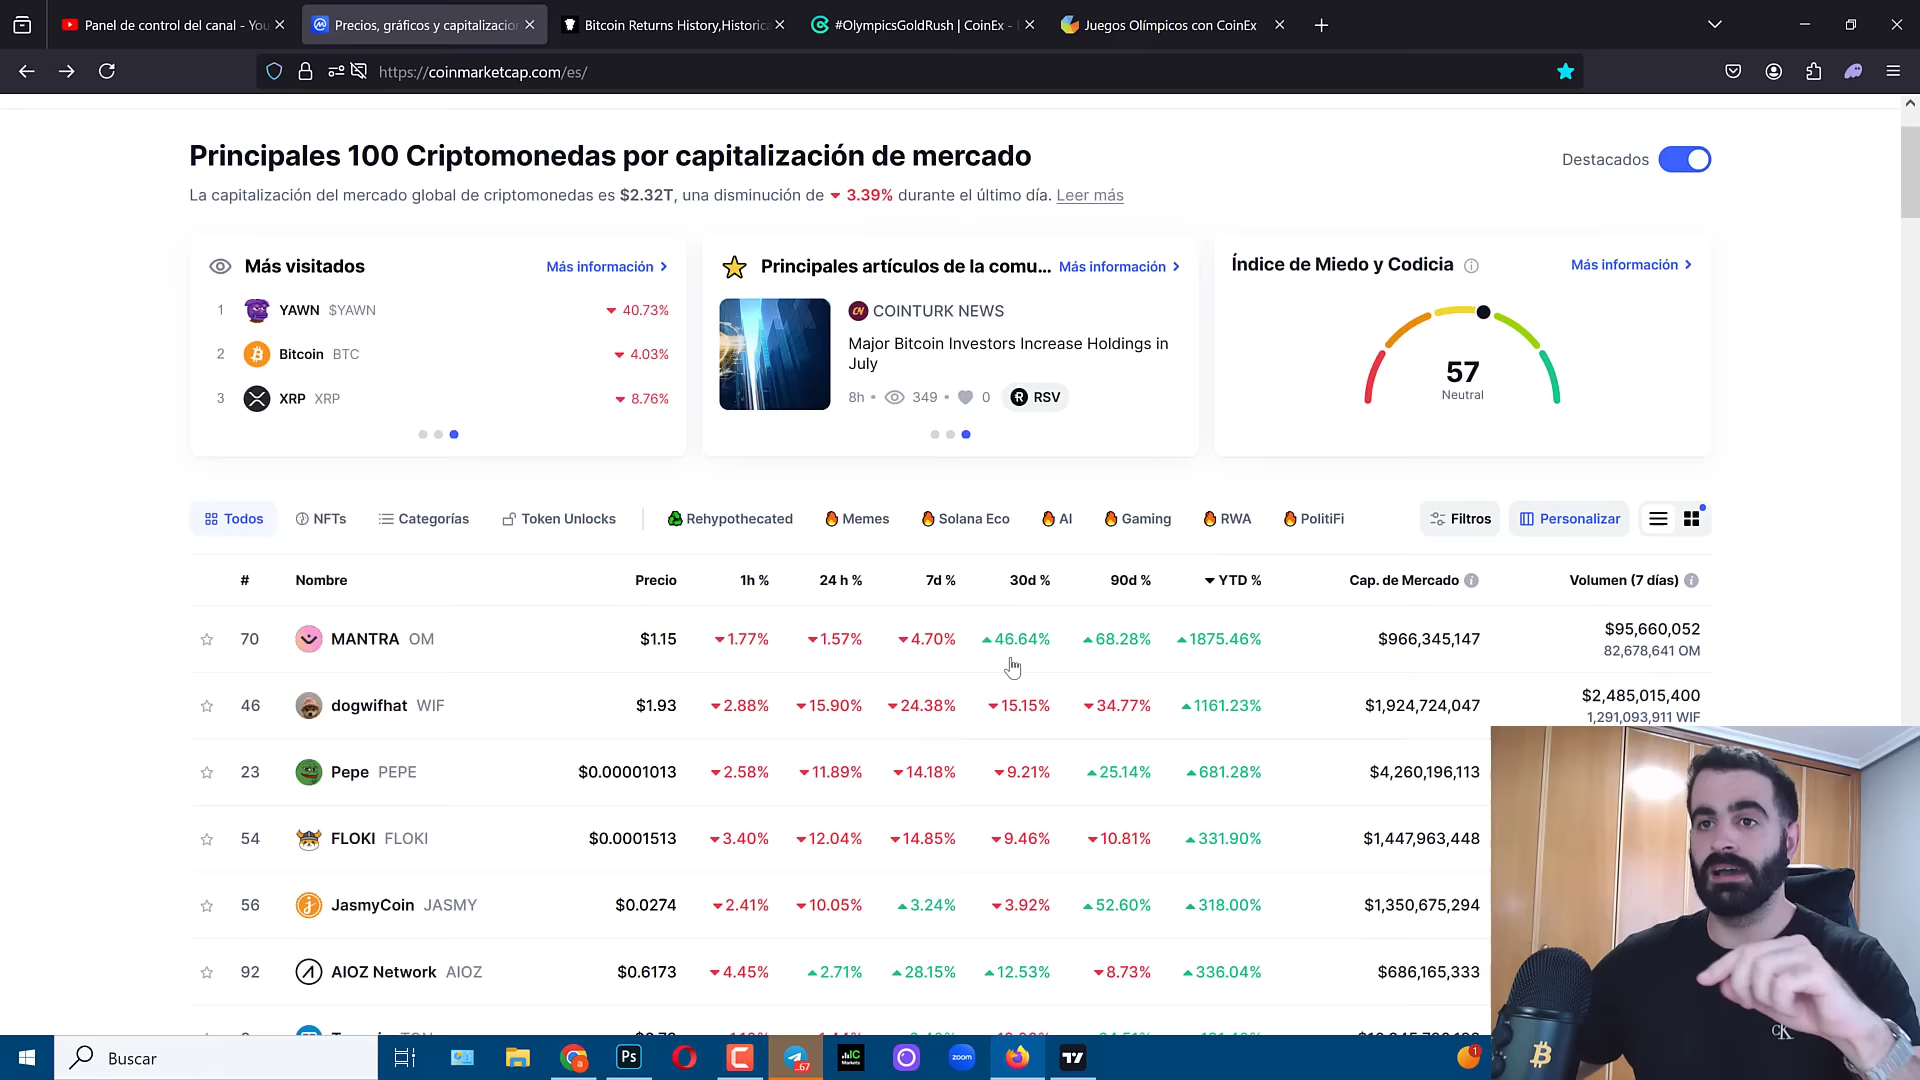 Panel de control del canal - You
Precios, gráficos y capitalizacion
Bitcoin Returns History,Historica
#OlympicsGoldRush | CoinEx -
Juegos Olímpicos con CoinEx
https://coinmarketcap.com/es/
Principales 100 Criptomonedas por capitalización de mercado
Destacados
La capitalización del mercado global de criptomonedas es $2.32T, una disminución de 3.39% durante el último día. Leer más
Más visitados
Más información
1 YAWN $YAWN 40.73%
2 Bitcoin BTC 4.03%
3 XRP XRP 8.76%
Principales artículos de la comu...
Más información
COINTURK NEWS
Major Bitcoin Investors Increase Holdings in
July
8h • 349 • 0 RSV
Índice de Miedo y Codicia
Más información
57
Neutral
Todos NFTs Categorías Token Unlocks Rehypothecated Memes Solana Eco AI Gaming RWA PolitiFi Filtros Personalizar
# Nombre Precio 1h % 24 h % 7d % 30d % 90d % YTD % Cap. de Mercado Volumen (7 días)
70 MANTRA OM $1.15 1.77% 1.57% 4.70% 46.64% 68.28% 1875.46% $966,345,147 $95,660,052
82,678,641 OM
46 dogwifhat WIF $1.93 2.88% 15.90% 24.38% 15.15% 34.77% 1161.23% $1,924,724,047 $2,485,015,400
1,291,093,911 WIF
23 Pepe PEPE $0.00001013 2.58% 11.89% 14.18% 9.21% 25.14% 681.28% $4,260,196,113
54 FLOKI FLOKI $0.0001513 3.40% 12.04% 14.85% 9.46% 10.81% 331.90% $1,447,963,448
56 JasmyCoin JASMY $0.0274 2.41% 10.05% 3.24% 3.92% 52.60% 318.00% $1,350,675,294
92 AIOZ Network AIOZ $0.6173 4.45% 2.71% 28.15% 12.53% 8.73% 336.04% $686,165,333
CK
Buscar
Ps
67
IC
Markets
zoom
1